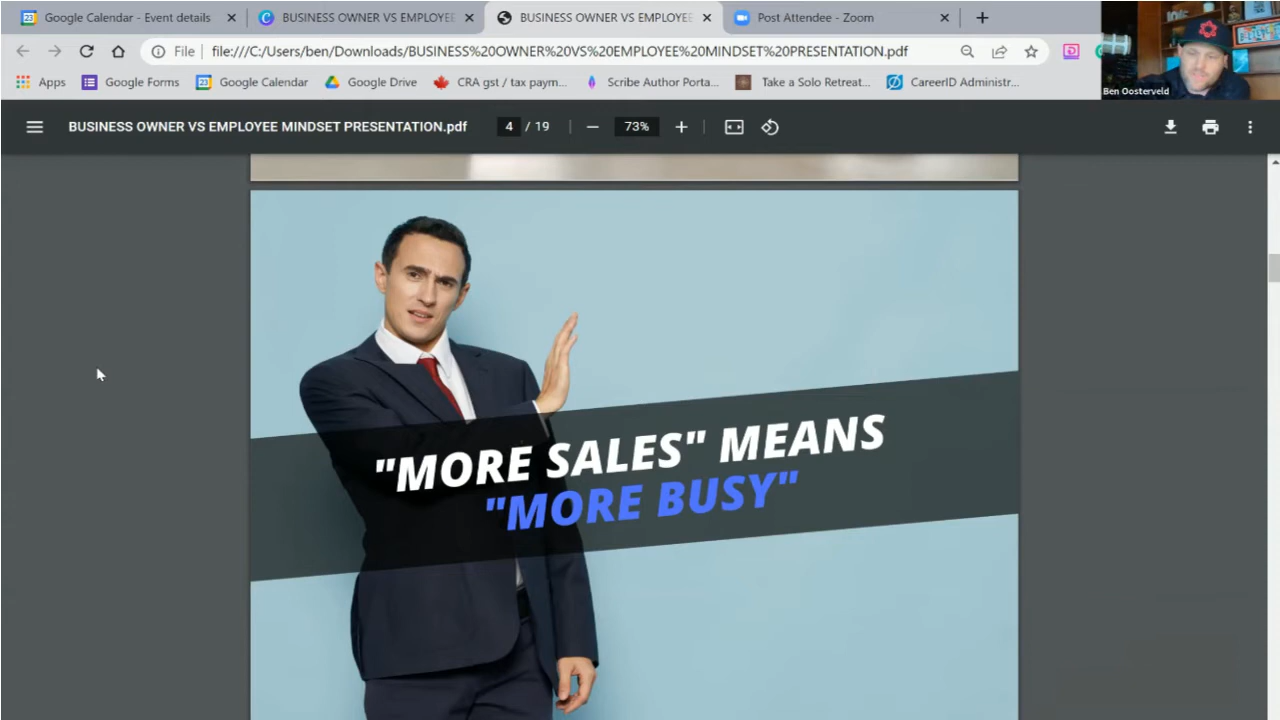 Google Calendar - Event details
BUSINESS OWNER VS EMPLOYEE
BUSINESS OWNER VS EMPLOYEE
Post Attendee - Zoom
File
file:///C:/Users/ben/Downloads/BUSINESS%20OWNER%20VS%20EMPLOYEE%20MINDSET%20PRESENTATION.pdf
Apps
Google Forms
23 Google Calendar
Google Drive
CRA gst / tax paym...
Scribe Author Porta...
Take a Solo Retreat...
CareerID Administr...
Ben Oosterveld
BUSINESS OWNER VS EMPLOYEE MINDSET PRESENTATION.pdf
4 / 19
73%
"MORE SALES" MEANS
"MORE BUSY"